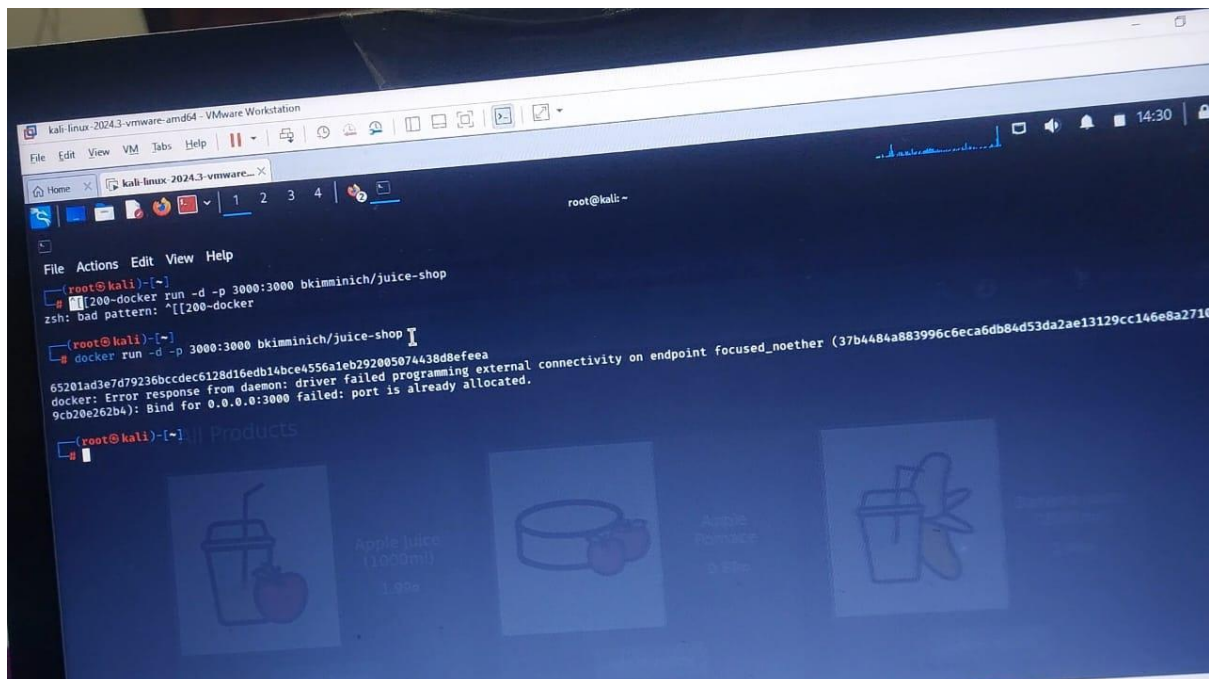 kali-linux-2024.3-vmware-amd64 - VMware Workstation
File Edit View VM Tabs Help
Home kali-linux-2024.3-vmware...
1 2 3 4
14:30
root@kali: ~
File Actions Edit View Help
(root@kali)-[~]
# ^[[200~docker run -d -p 3000:3000 bkimminich/juice-shop
zsh: bad pattern: ^[[200~docker
(root@kali)-[~]
# docker run -d -p 3000:3000 bkimminich/juice-shop
65201ad3e7d79236bccdec6128d16edb14bce4556a1eb292005074438d8efeea
docker: Error response from daemon: driver failed programming external connectivity on endpoint focused_noether (37b4484a883996c6eca6db84d53da2ae13129cc146e8a2710
9cb20e262b4): Bind for 0.0.0.0:3000 failed: port is already allocated.
(root@kali)-[~]
#
All Products
Apple Juice
(1000ml)
1.99¤
Apple
Pomace
0.89¤